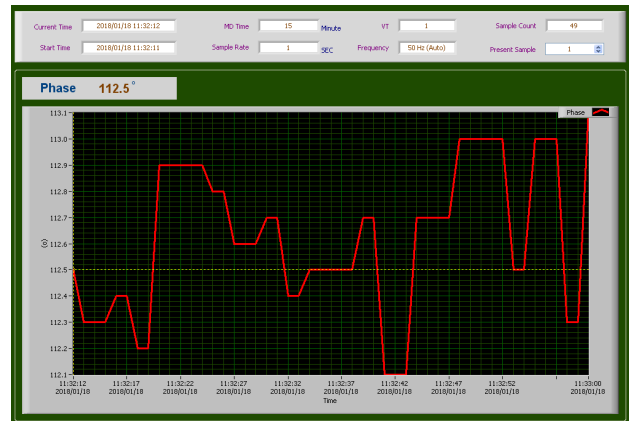 Current Time 2018/01/18 11:32:12 MD Time 15 Minute VT 1 Sample Count 49
Start Time 2018/01/18 11:32:11 Sample Rate 1 SEC Frequency 50 Hz (Auto) Present Sample 1
Phase 112.5°
Phase
113.1
113.0
112.9
112.8
112.7
(o) 112.6
112.5
112.4
112.3
112.2
112.1
11:32:12 11:32:17 11:32:22 11:32:27 11:32:32 11:32:37 11:32:42 11:32:47 11:32:52 11:33:00
2018/01/18 2018/01/18 2018/01/18 2018/01/18 2018/01/18 2018/01/18 2018/01/18 2018/01/18 2018/01/18 2018/01/18
Time